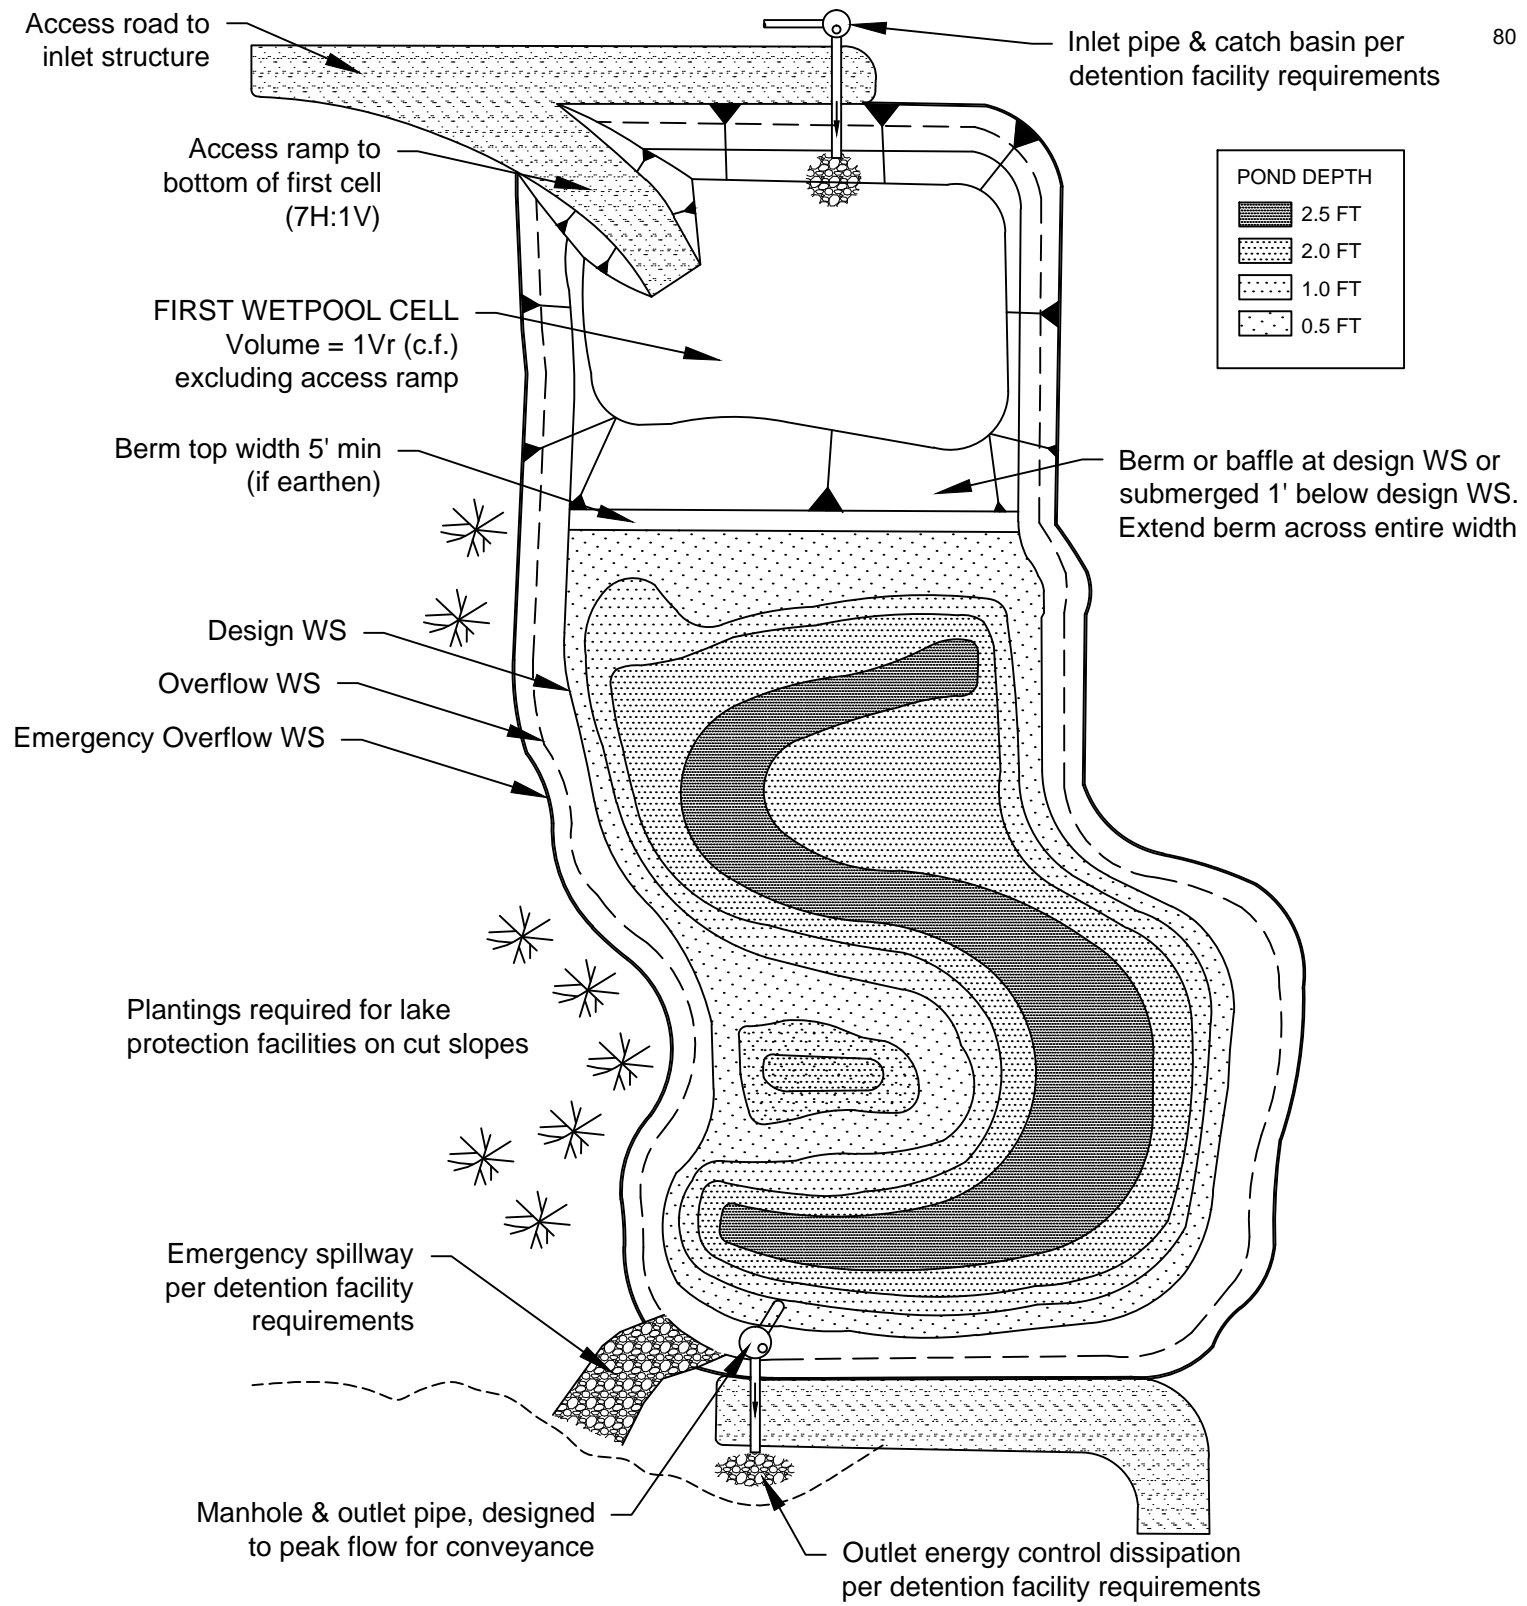 Access road to
inlet structure
Inlet pipe & catch basin per
detention facility requirements
80
Access ramp to
bottom of first cell
(7H:1V)
POND DEPTH
2.5 FT
2.0 FT
1.0 FT
0.5 FT
FIRST WETPOOL CELL
Volume = 1Vr (c.f.)
excluding access ramp
Berm top width 5' min
(if earthen)
Berm or baffle at design WS or
submerged 1' below design WS.
Extend berm across entire width
Design WS
Overflow WS
Emergency Overflow WS
Plantings required for lake
protection facilities on cut slopes
Emergency spillway
per detention facility
requirements
Manhole & outlet pipe, designed
to peak flow for conveyance
Outlet energy control dissipation
per detention facility requirements